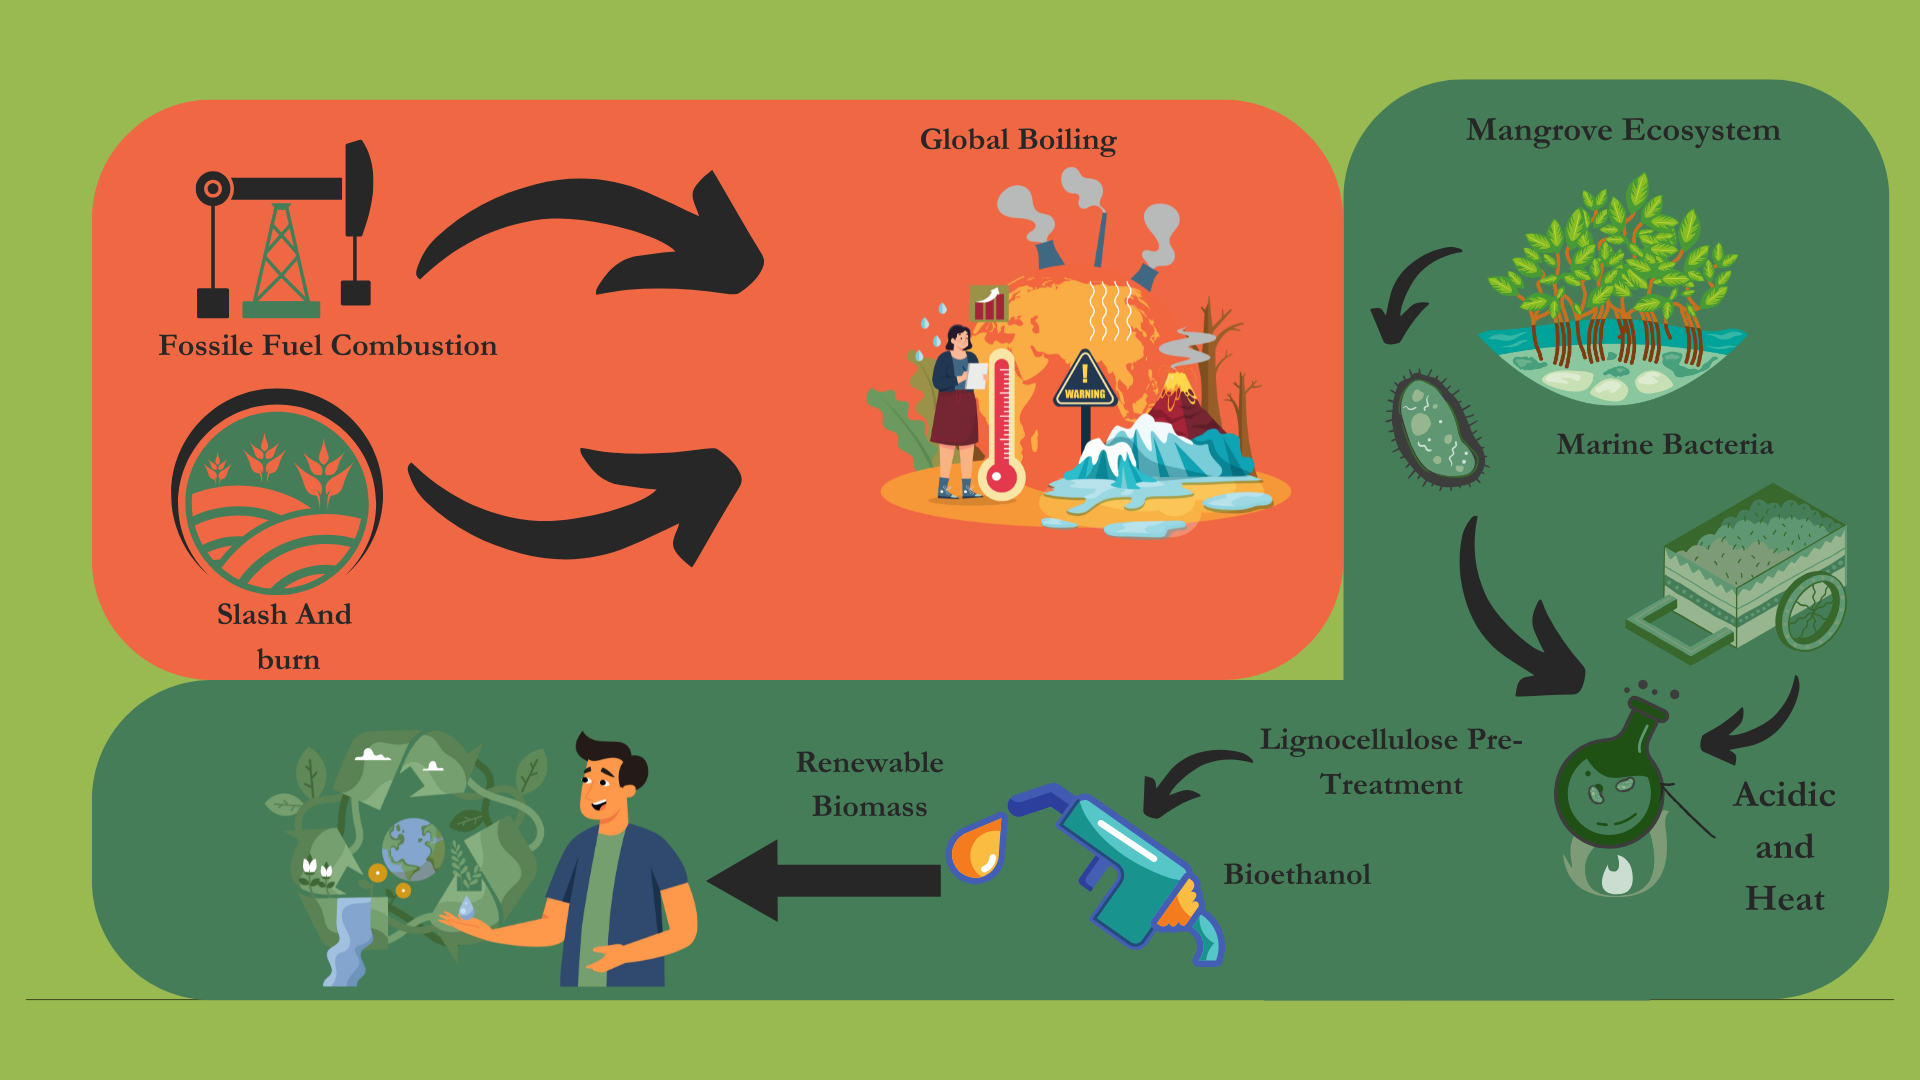 Global Boiling
Fossile Fuel Combustion
WARNING
Slash And
burn
Mangrove Ecosystem
Marine Bacteria
Acidic
and
Heat
Lignocellulose Pre-
Treatment
Bioethanol
Renewable
Biomass